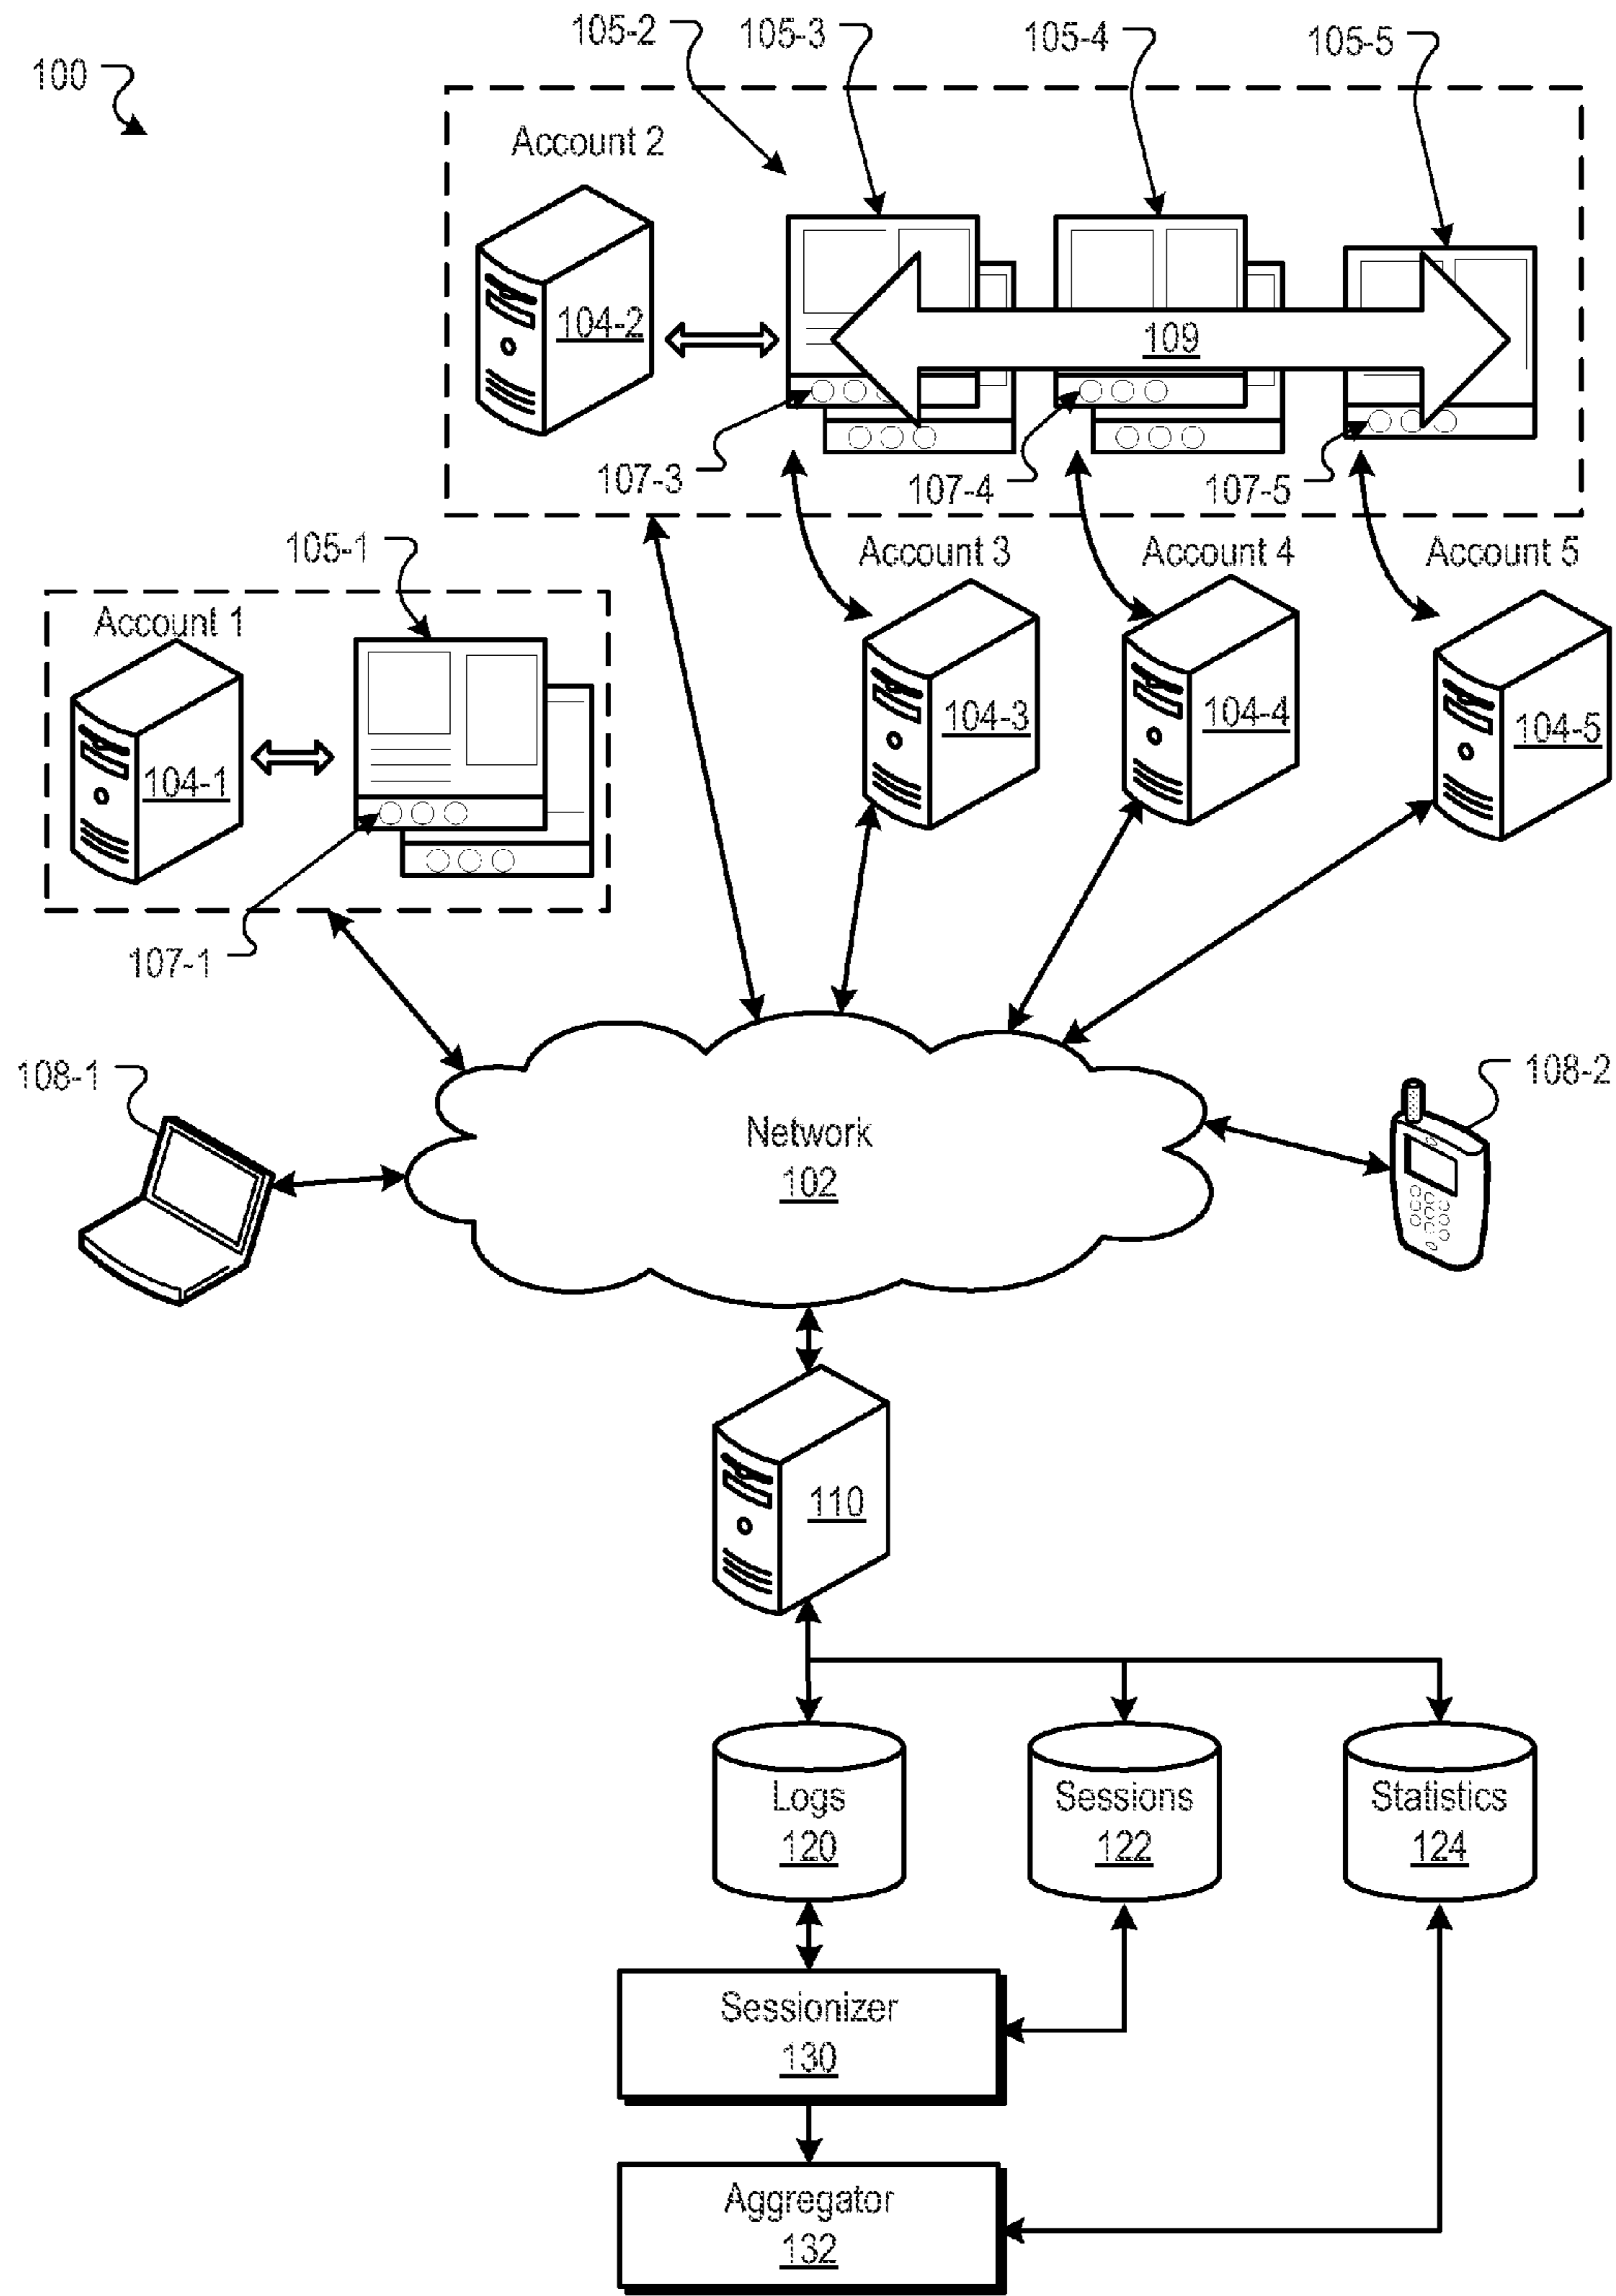 105-2
105-3
105-4
105-5
100
Account 2
104-2
109
107-3
107-4
107-5
105-1
Account 3
Account 4
Account 5
Account 1
104-3
104-4
104-5
104-1
107-1
108-1
108-2
Network
102
110
Logs
120
Sessions
122
Statistics
124
Sessionizer
130
Aggregator
132